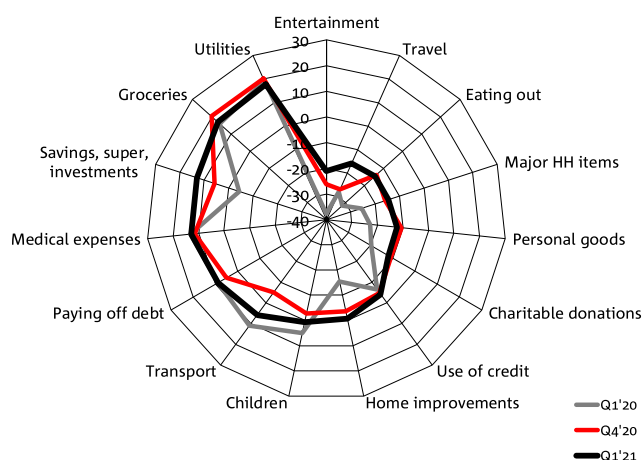 Entertainment
30
Utilities
Travel
20
Groceries
Eating out
10
0
Savings, super,
investments
-10
Major HH items
-20
-30
-40
Medical expenses
Personal goods
Paying off debt
Charitable donations
Transport
Use of credit
Children
Home improvements
Q1'20
Q4'20
Q1'21